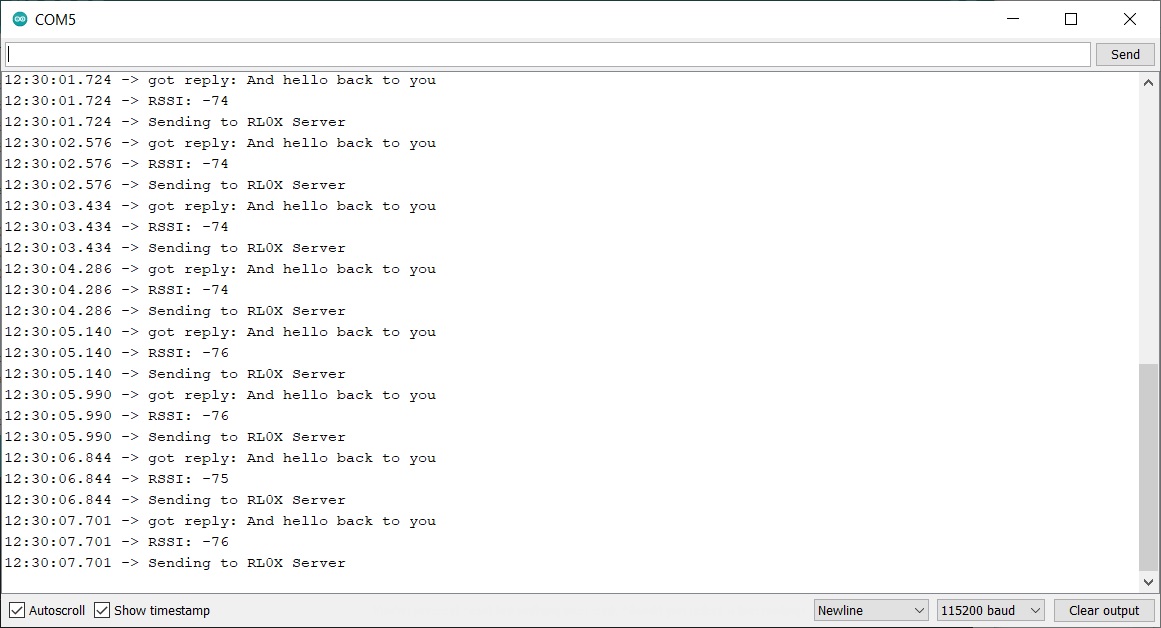 COM5
Send
12:30:01.724 -> got reply: And hello back to you
12:30:01.724 -> RSSI: -74
12:30:01.724 -> Sending to RL0X Server
12:30:02.576 -> got reply: And hello back to you
12:30:02.576 -> RSSI: -74
12:30:02.576 -> Sending to RL0X Server
12:30:03.434 -> got reply: And hello back to you
12:30:03.434 -> RSSI: -74
12:30:03.434 -> Sending to RL0X Server
12:30:04.286 -> got reply: And hello back to you
12:30:04.286 -> RSSI: -74
12:30:04.286 -> Sending to RL0X Server
12:30:05.140 -> got reply: And hello back to you
12:30:05.140 -> RSSI: -76
12:30:05.140 -> Sending to RL0X Server
12:30:05.990 -> got reply: And hello back to you
12:30:05.990 -> RSSI: -76
12:30:05.990 -> Sending to RL0X Server
12:30:06.844 -> got reply: And hello back to you
12:30:06.844 -> RSSI: -75
12:30:06.844 -> Sending to RL0X Server
12:30:07.701 -> got reply: And hello back to you
12:30:07.701 -> RSSI: -76
12:30:07.701 -> Sending to RL0X Server
Autoscroll Show timestamp Newline 115200 baud Clear output